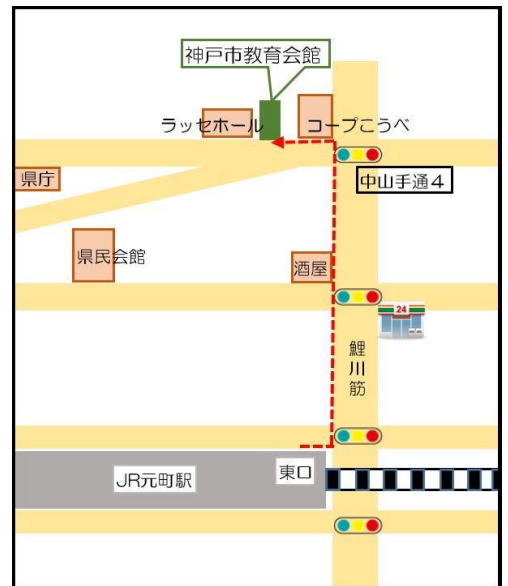 神戸市教育会館
ラッセホール
コープこうべ
県庁
中山手通4
県民会館
酒屋
24
鯉川筋
東口
JR元町駅